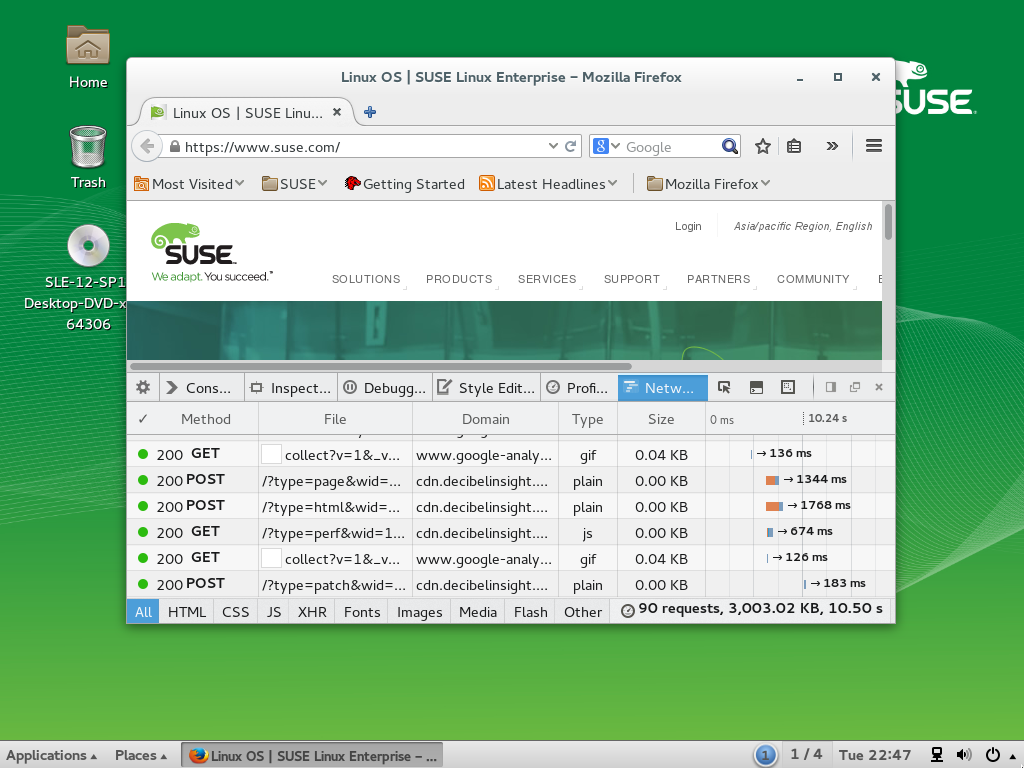 Home
Trash
SLE-12-SP1
Desktop-DVD-x
64306
SUSE
Linux OS | SUSE Linux Enterprise – Mozilla Firefox
Linux OS | SUSE Linu...
https://www.suse.com/
Google
Most Visited SUSE Getting Started Latest Headlines Mozilla Firefox
Login Asia/pacific Region, English
SUSE
We adapt. You succeed.
SOLUTIONS PRODUCTS SERVICES SUPPORT PARTNERS COMMUNITY
Cons... Inspect... Debugg... Style Edit... Profi... Netw...
✓ Method File Domain Type Size 0 ms 10.24 s
200 GET collect?v=1&_v... www.google-analy... gif 0.04 KB → 136 ms
200 POST /?type=page&wid=... cdn.decibelinsight.... plain 0.00 KB → 1344 ms
200 POST /?type=html&wid=... cdn.decibelinsight.... plain 0.00 KB → 1768 ms
200 GET /?type=perf&wid=1... cdn.decibelinsight.... js 0.00 KB → 674 ms
200 GET collect?v=1&_v... www.google-analy... gif 0.04 KB → 126 ms
200 POST /?type=patch&wid=... cdn.decibelinsight.... plain 0.00 KB → 183 ms
All HTML CSS JS XHR Fonts Images Media Flash Other 90 requests, 3,003.02 KB, 10.50 s
Applications Places Linux OS | SUSE Linux Enterprise – ... 1 1 / 4 Tue 22:47